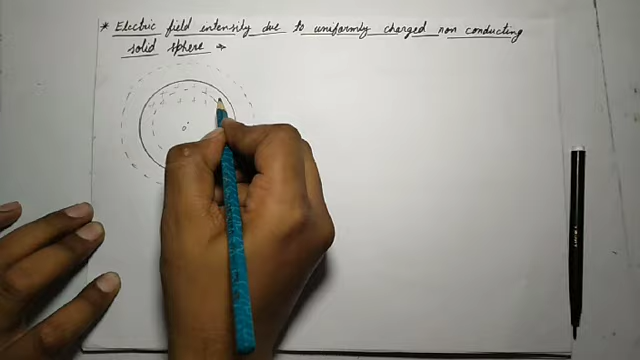 * Electric field intensity due to uniformly charged non conducting
solid sphere →
o